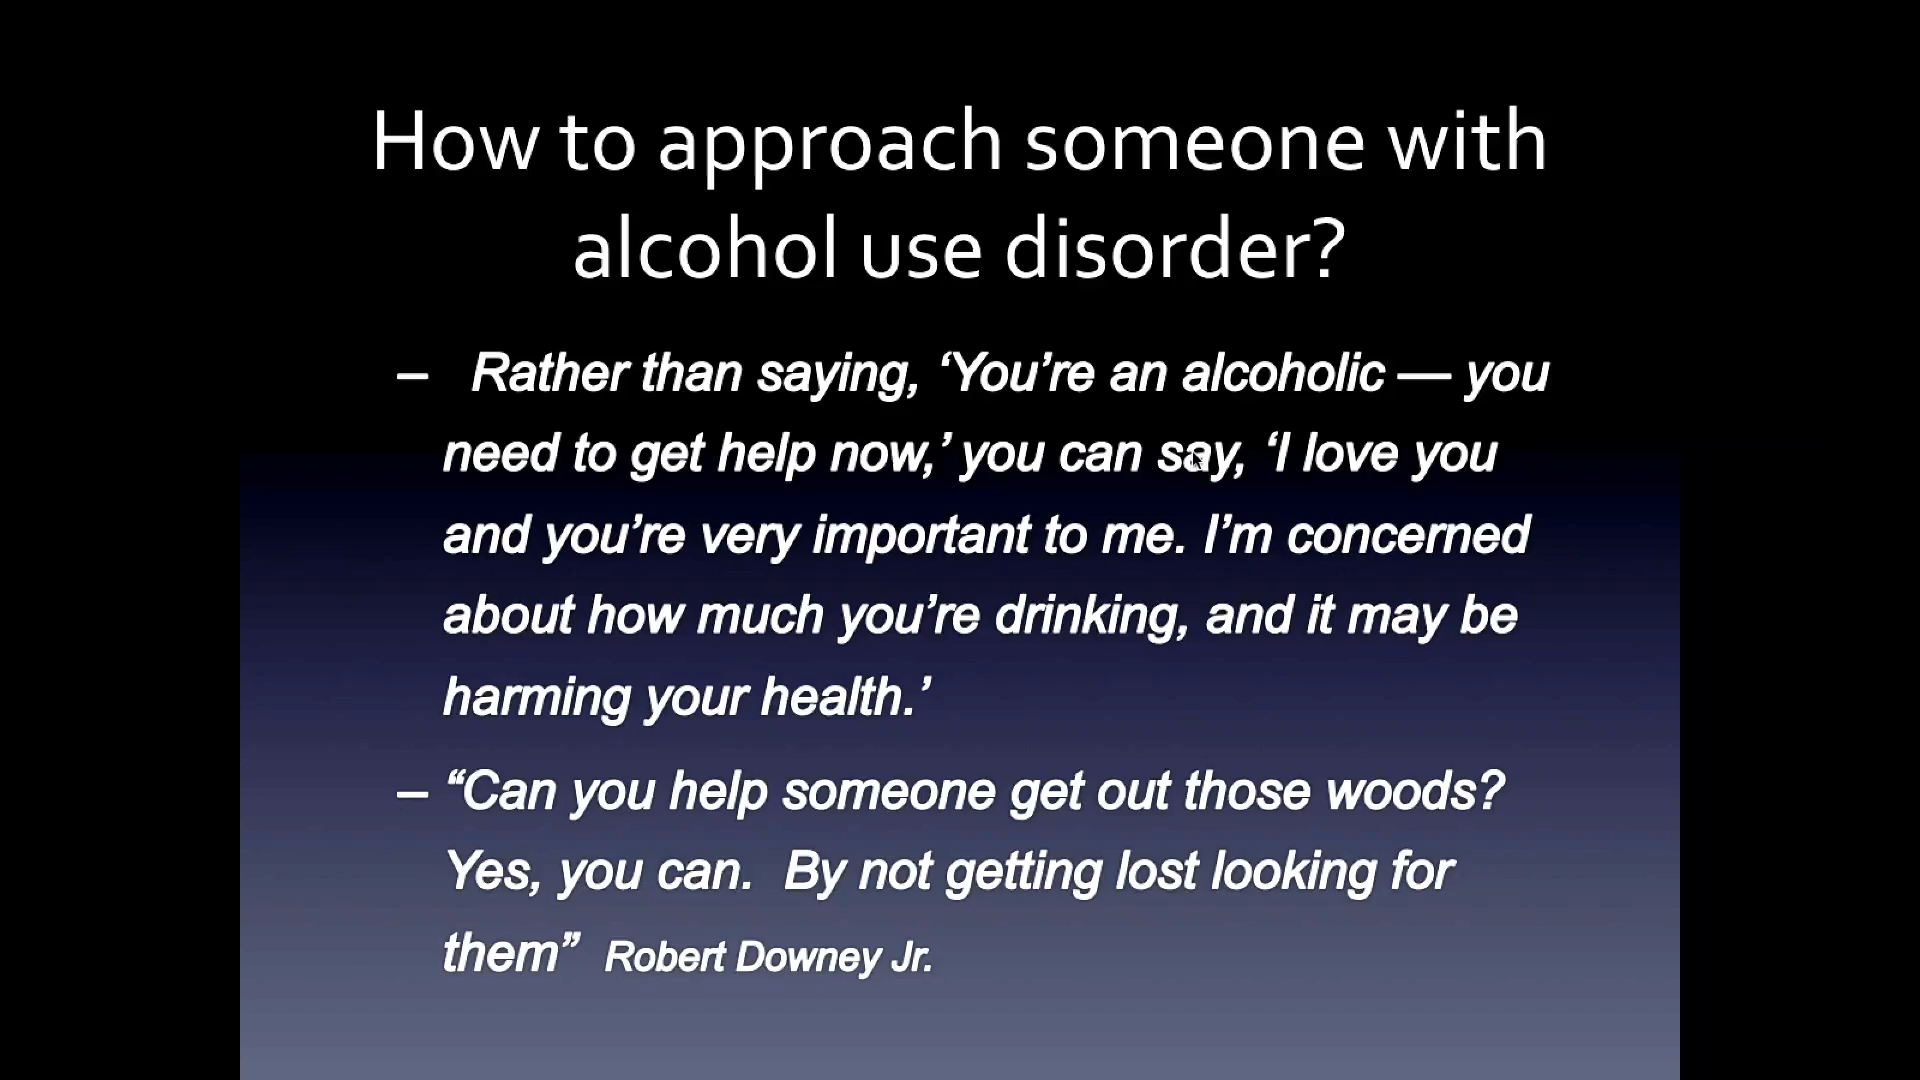 How to approach someone with
alcohol use disorder?
– Rather than saying, ‘You’re an alcoholic — you
need to get help now,’ you can say, ‘I love you
and you’re very important to me. I’m concerned
about how much you’re drinking, and it may be
harming your health.’
– “Can you help someone get out those woods?
Yes, you can. By not getting lost looking for
them” Robert Downey Jr.